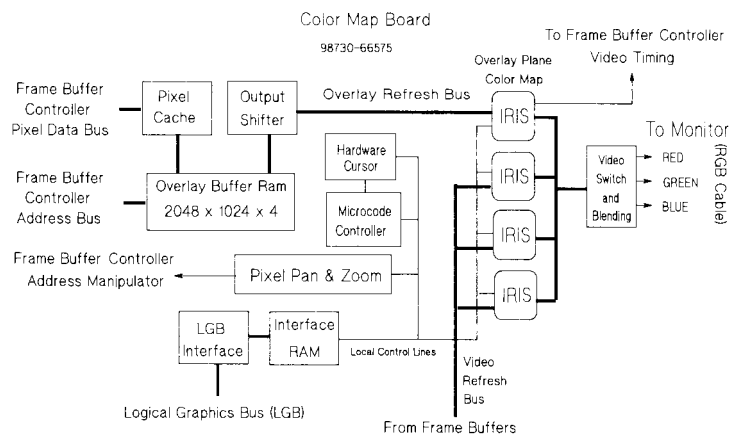 Color Map Board
98730-66575
To Frame Buffer Controller
Video Timing
Overlay Plane
Color Map
Frame Buffer
Controller
Pixel Data Bus
Pixel
Cache
Output
Shifter
Overlay Refresh Bus
IRIS
To Monitor
(RGB Cable)
Hardware
Cursor
Video
Switch
and
Blending
RED
GREEN
BLUE
Frame Buffer
Controller
Address Bus
Overlay Buffer Ram
2048 x 1024 x 4
IRIS
Microcode
Controller
IRIS
Frame Buffer Controller
Address Manipulator
Pixel Pan & Zoom
IRIS
LGB
Interface
Interface
RAM
Local Control Lines
Video
Refresh
Bus
Logical Graphics Bus (LGB)
From Frame Buffers